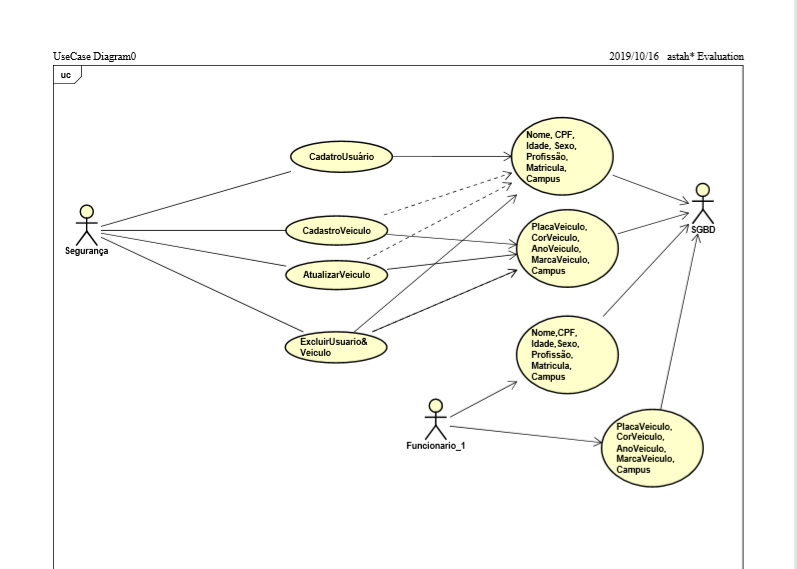 UseCase Diagram0
2019/10/16 astah* Evaluation
uc
CadatroUsuário
Nome, CPF,
Idade, Sexo,
Profissão,
Matricula,
Campus
Segurança
CadastroVeiculo
PlacaVeiculo,
CorVeiculo,
AnoVeiculo,
MarcaVeiculo,
Campus
SGBD
AtualizarVeiculo
ExcluirUsuario&
Veiculo
Nome,CPF,
Idade,Sexo,
Profissão,
Matricula,
Campus
Funcionario_1
PlacaVeiculo,
CorVeiculo,
AnoVeiculo,
MarcaVeiculo,
Campus